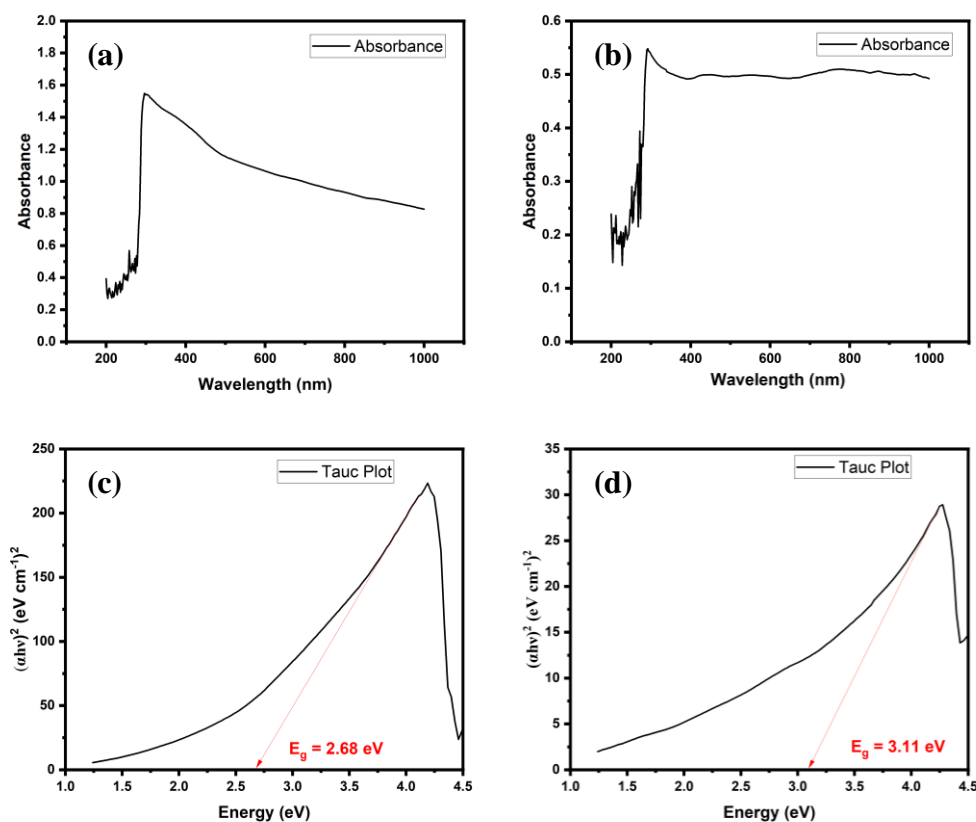 (a)
Absorbance
2.0
1.8
1.6
1.4
1.2
1.0
0.8
0.6
0.4
0.2
0.0
Absorbance
200 400 600 800 1000
Wavelength (nm)
(b)
Absorbance
0.6
0.5
0.4
0.3
0.2
0.1
0.0
Absorbance
200 400 600 800 1000
Wavelength (nm)
(c)
Tauc Plot
250
200
150
100
50
0
(αhν)² (eV cm⁻¹)²
E_g = 2.68 eV
1.0 1.5 2.0 2.5 3.0 3.5 4.0 4.5
Energy (eV)
(d)
Tauc Plot
35
30
25
20
15
10
5
0
(αhν)² (eV cm⁻¹)²
E_g = 3.11 eV
1.0 1.5 2.0 2.5 3.0 3.5 4.0 4.5
Energy (eV)